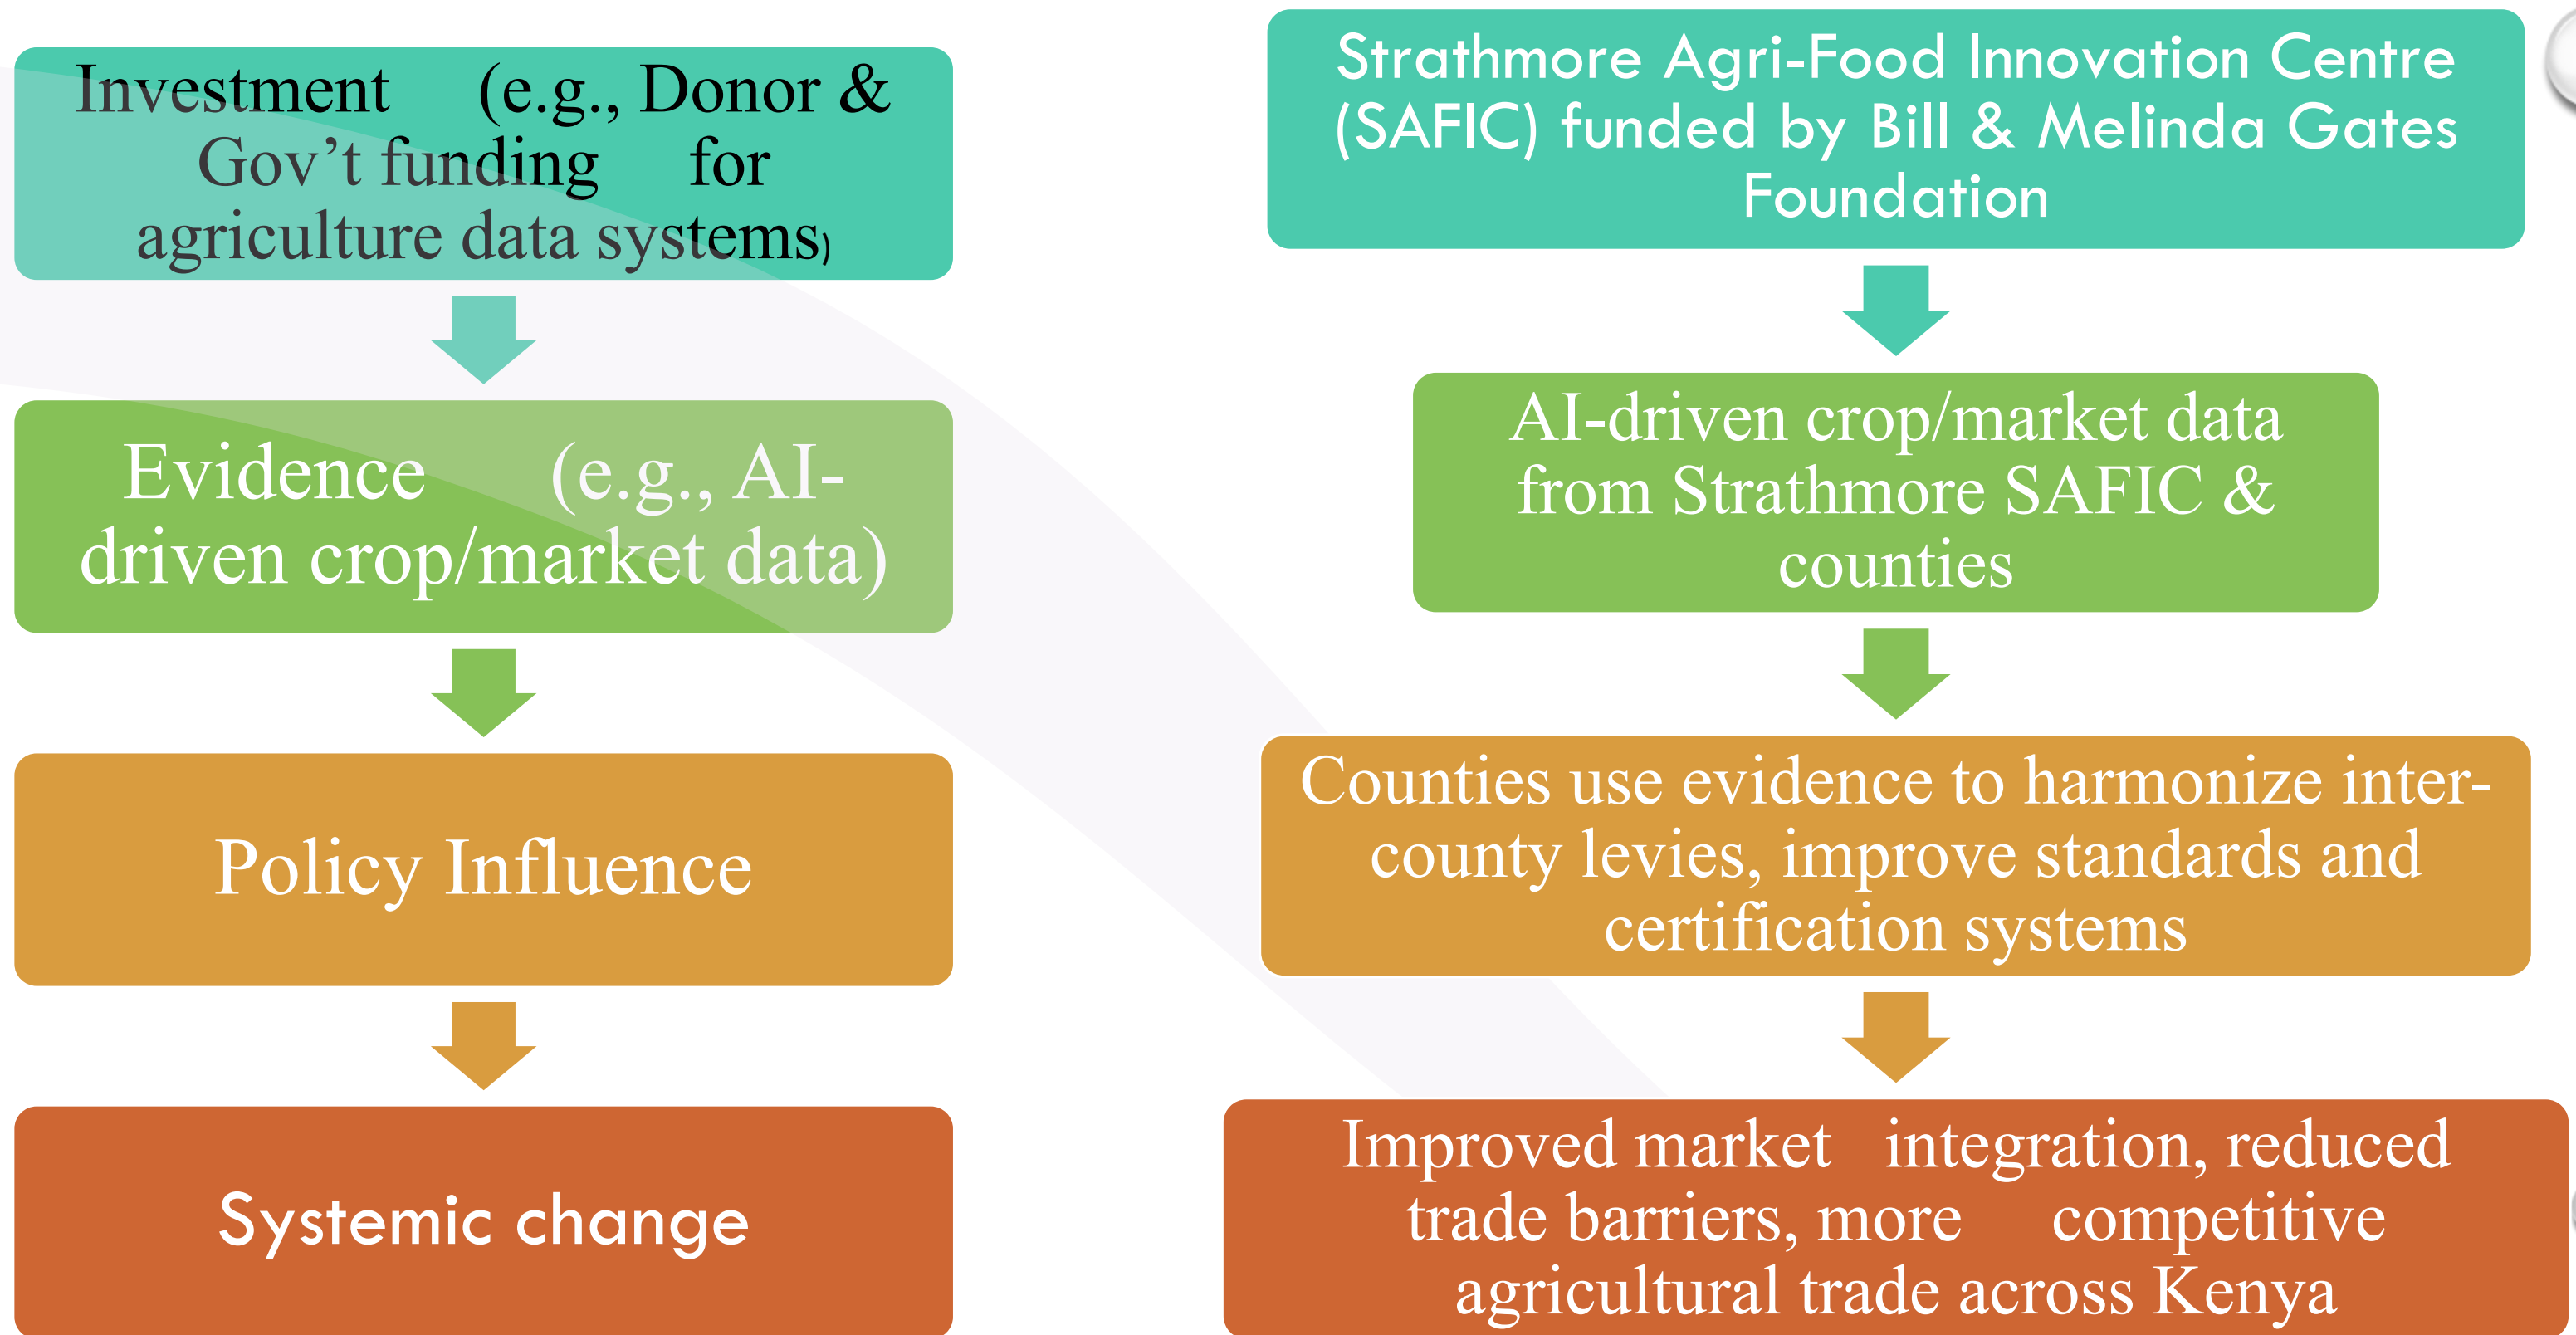 Investment (e.g., Donor &
Gov’t funding for
agriculture data systems)
Evidence (e.g., AI-
driven crop/market data)
Policy Influence
Systemic change
Strathmore Agri-Food Innovation Centre
(SAFIC) funded by Bill & Melinda Gates
Foundation
AI-driven crop/market data
from Strathmore SAFIC &
counties
Counties use evidence to harmonize inter-
county levies, improve standards and
certification systems
Improved market integration, reduced
trade barriers, more competitive
agricultural trade across Kenya